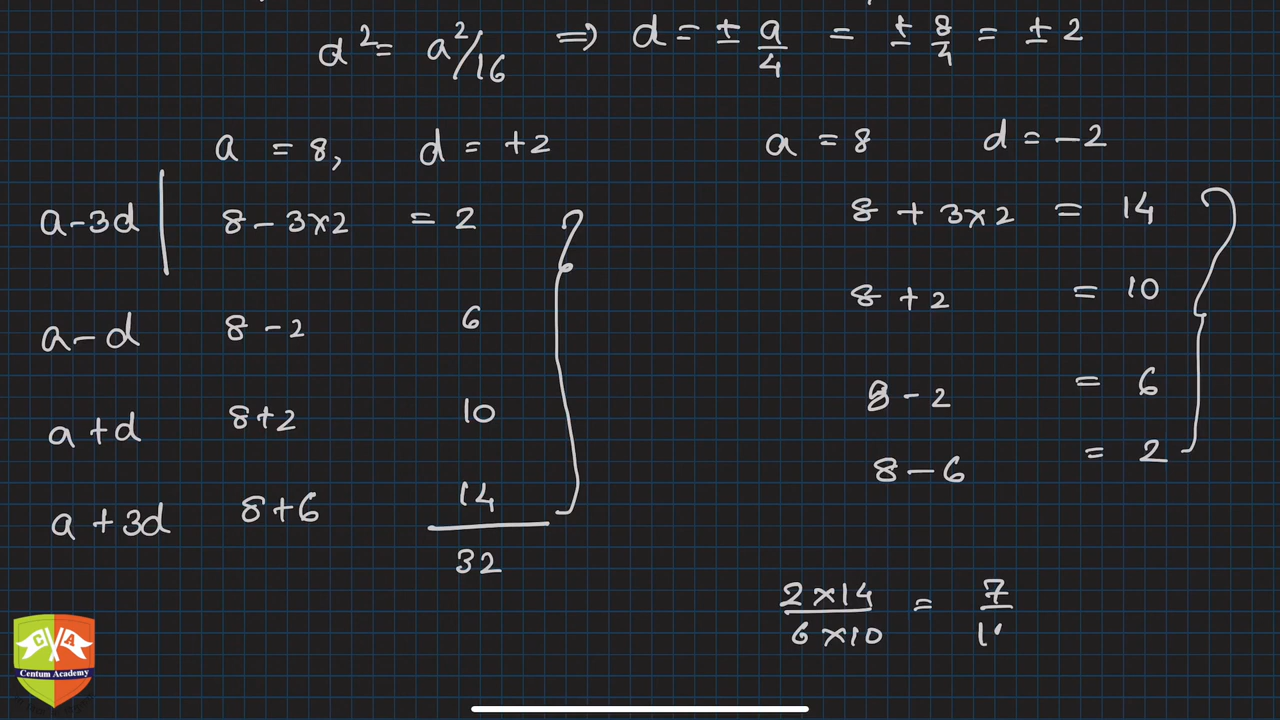 d² = a²/16 ⇒ d = ± a/4 = ± 8/4 = ± 2
a = 8, d = +2 a = 8 d = -2
a-3d 8 - 3×2 = 2 8 + 3×2 = 14
a-d 8-2 6 8+2 = 10
a+d 8+2 10 8-2 = 6
a+3d 8+6 14 8-6 = 2
32
2×14/6×10 = 7/1
C A
Centum Academy